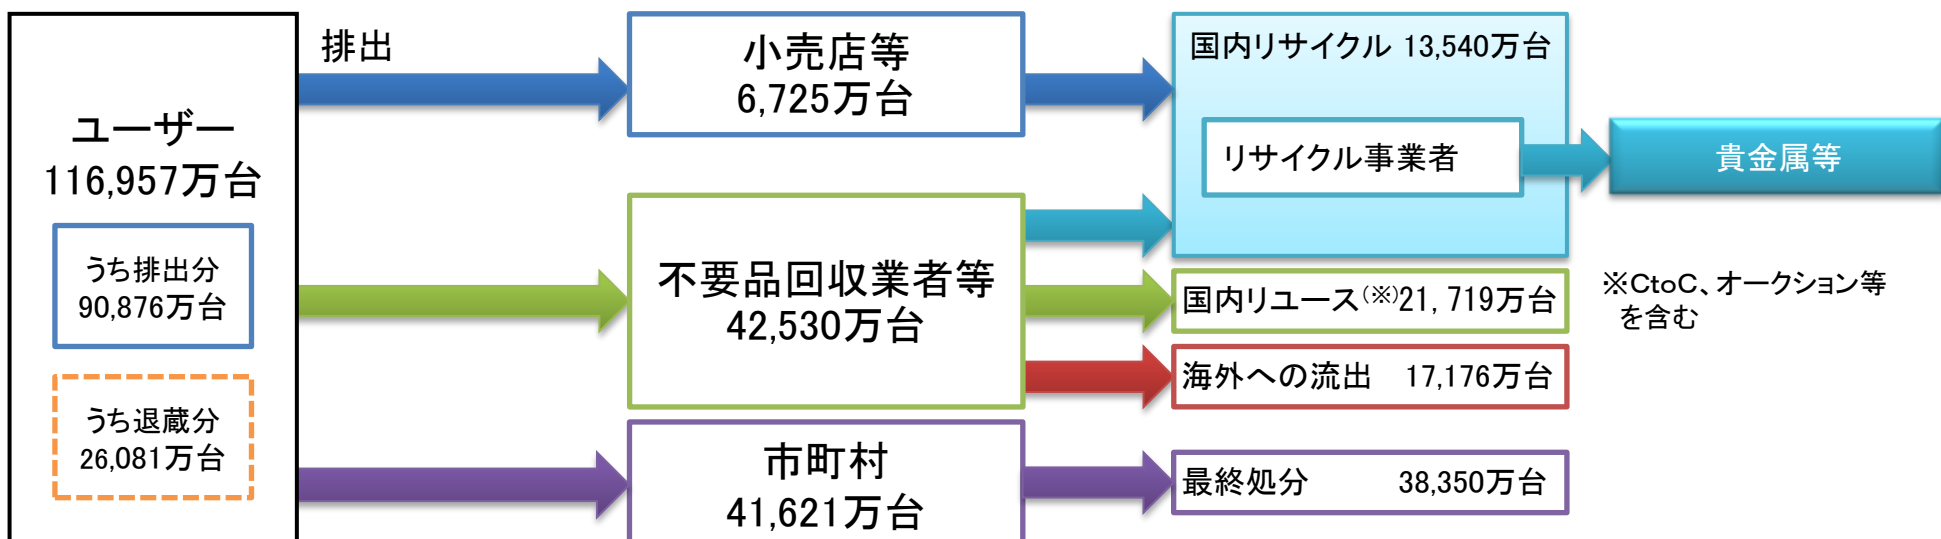 ユーザー
116,957万台
うち排出分
90,876万台
うち退蔵分
26,081万台
排出
小売店等
6,725万台
不要品回収業者等
42,530万台
市町村
41,621万台
国内リサイクル 13,540万台
リサイクル事業者
貴金属等
国内リユース(※)21,719万台
※CtoC、オークション等
を含む
海外への流出 17,176万台
最終処分 38,350万台